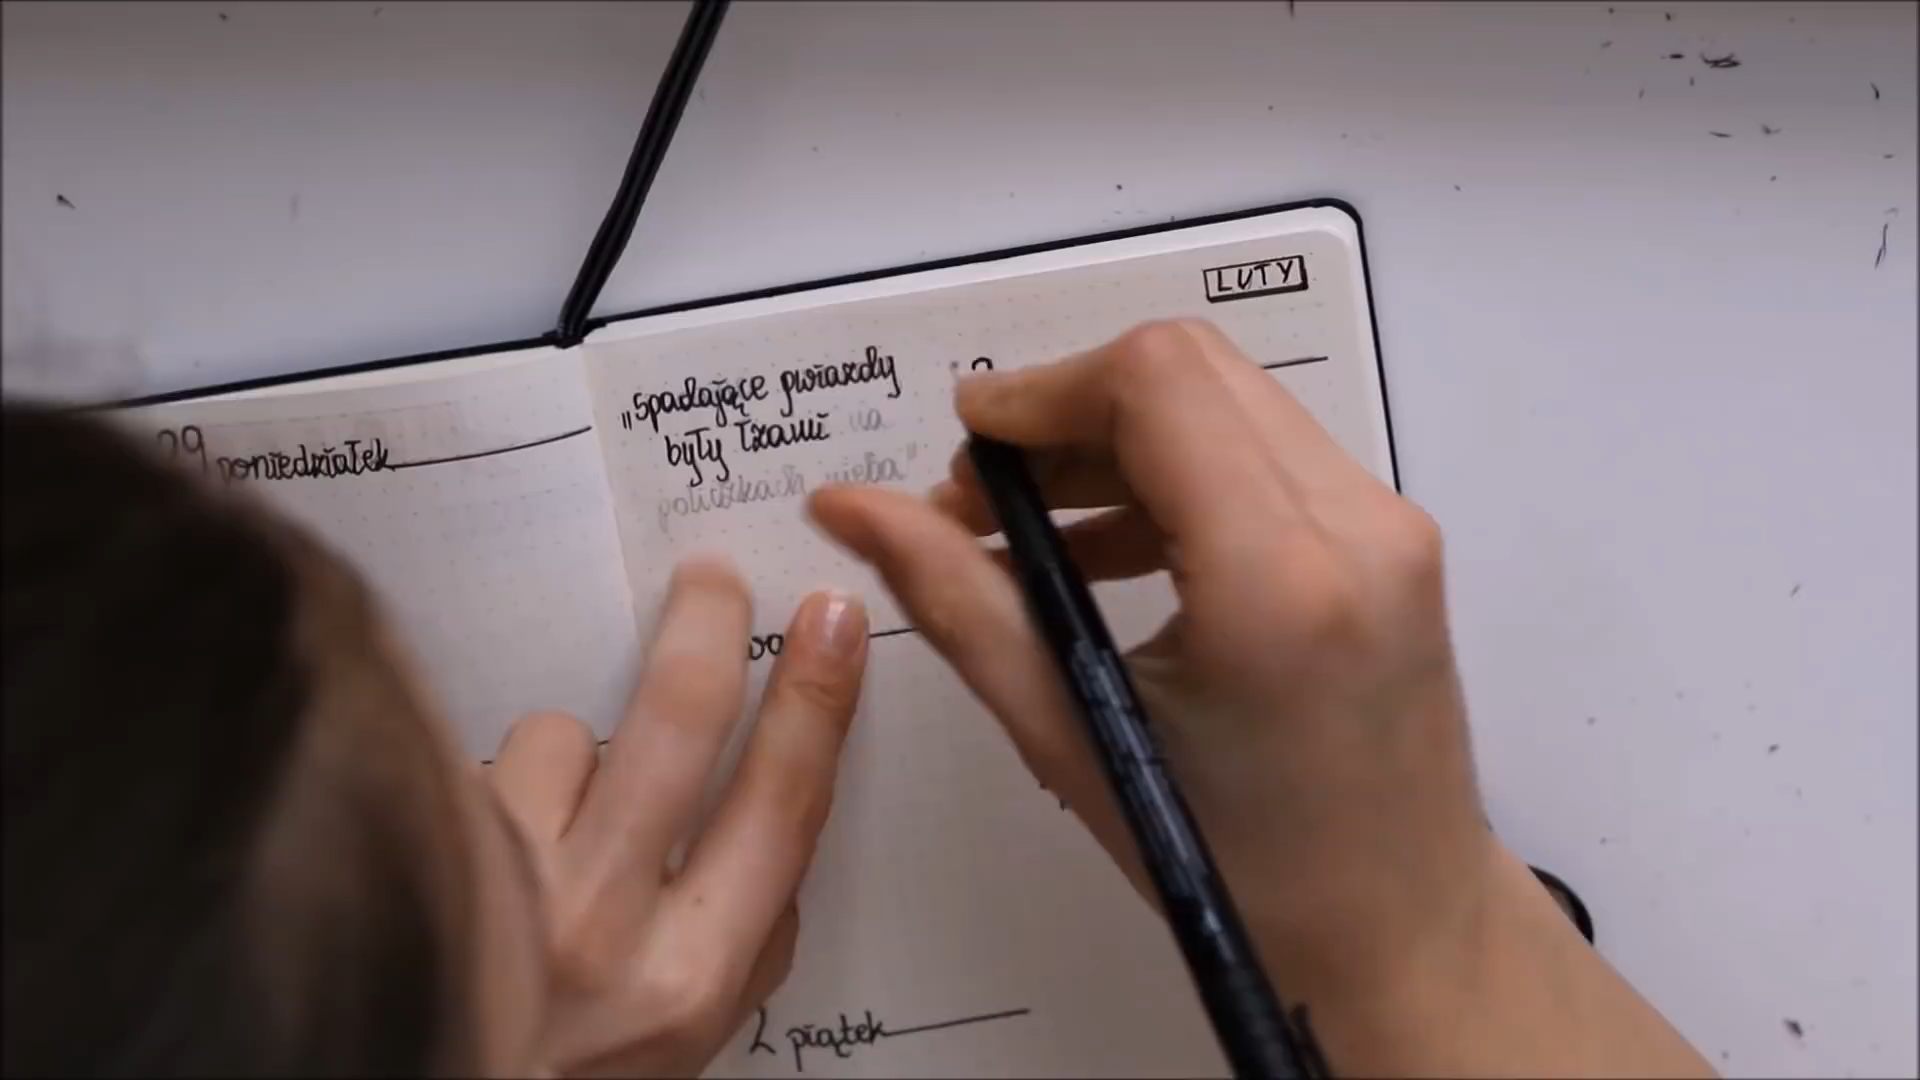 29 poniedziałek
LUTY
„Spadające gwiazdy
były łzami na
policzkach nieba"
2 piątek